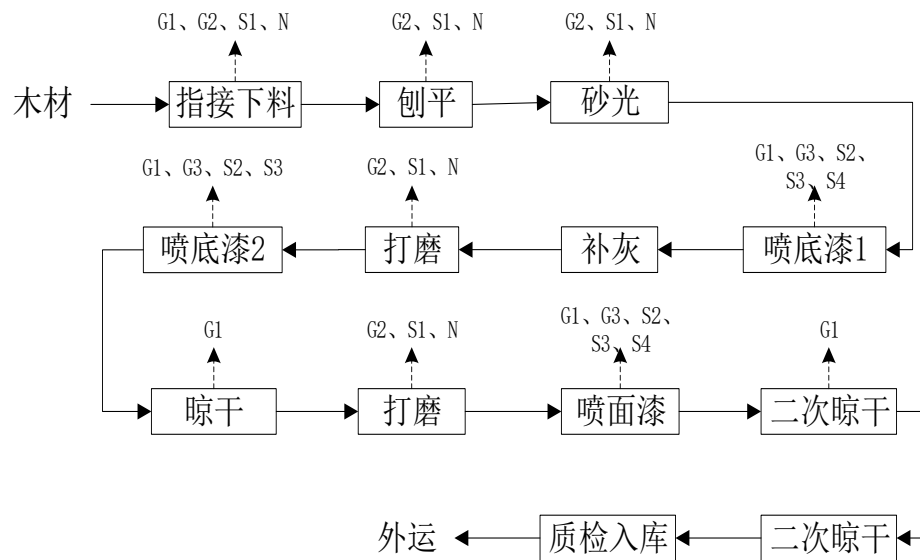 G1、G2、S1、N
G2、S1、N
G2、S1、N
木材
指接下料
刨平
砂光
G1、G3、S2、S3
G2、S1、N
G1、G3、S2、
S3、S4
喷底漆2
打磨
补灰
喷底漆1
G1
G2、S1、N
G1、G3、S2、
S3、S4
G1
晾干
打磨
喷面漆
二次晾干
外运
质检入库
二次晾干